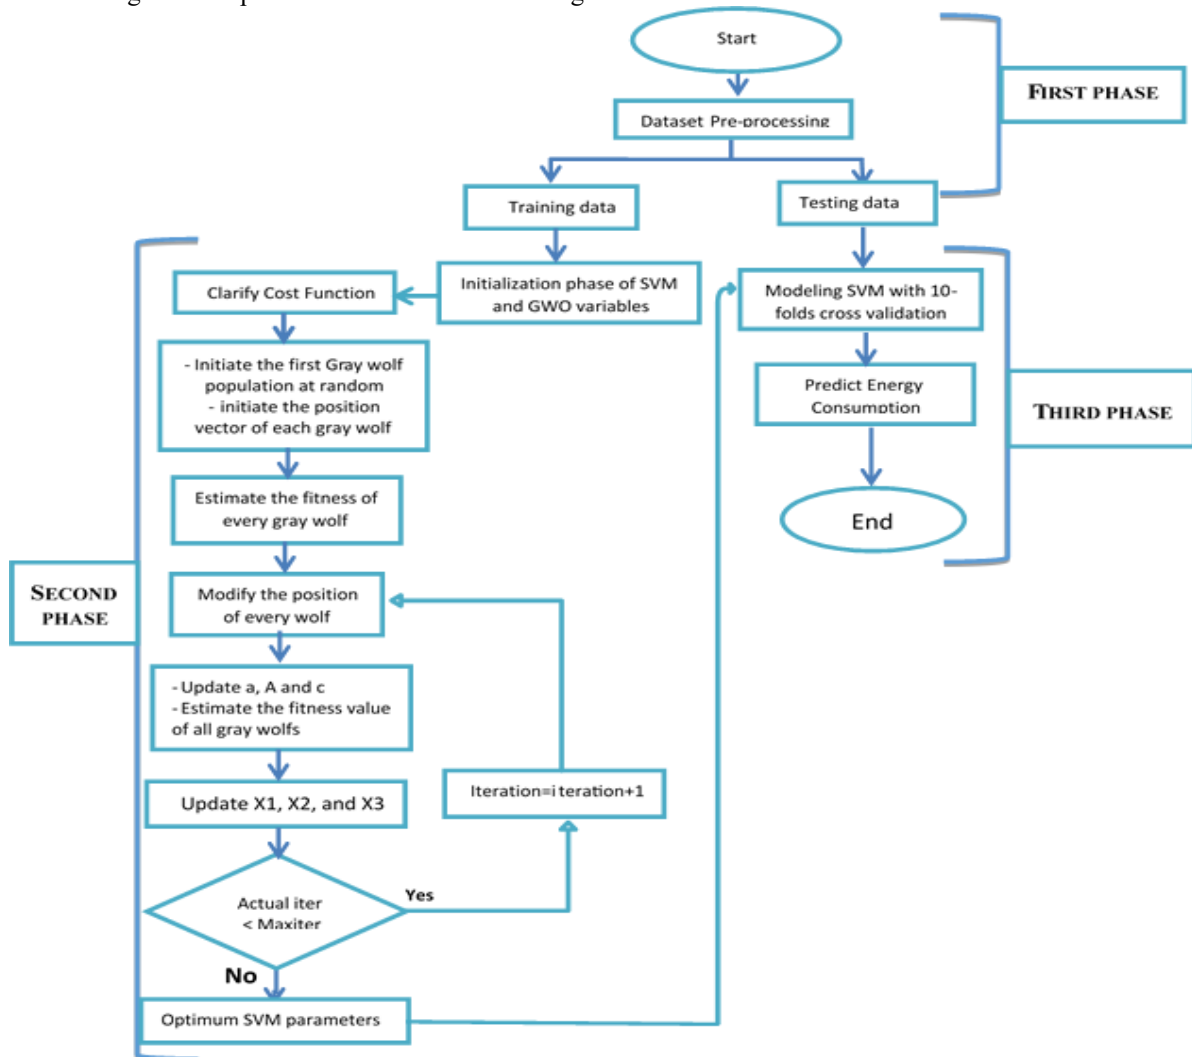 Start
FIRST PHASE
Dataset Pre-processing
Training data
Testing data
Initialization phase of SVM
and GWO variables
Clarify Cost Function
Modeling SVM with 10-
folds cross validation
- Initiate the first Gray wolf
population at random
- initiate the position
vector of each gray wolf
Predict Energy
Consumption
THIRD PHASE
Estimate the fitness of
every gray wolf
End
SECOND
PHASE
Modify the position
of every wolf
- Update a, A and c
- Estimate the fitness value
of all gray wolfs
Iteration=i teration+1
Update X1, X2, and X3
Actual iter
< Maxiter
Yes
No
Optimum SVM parameters